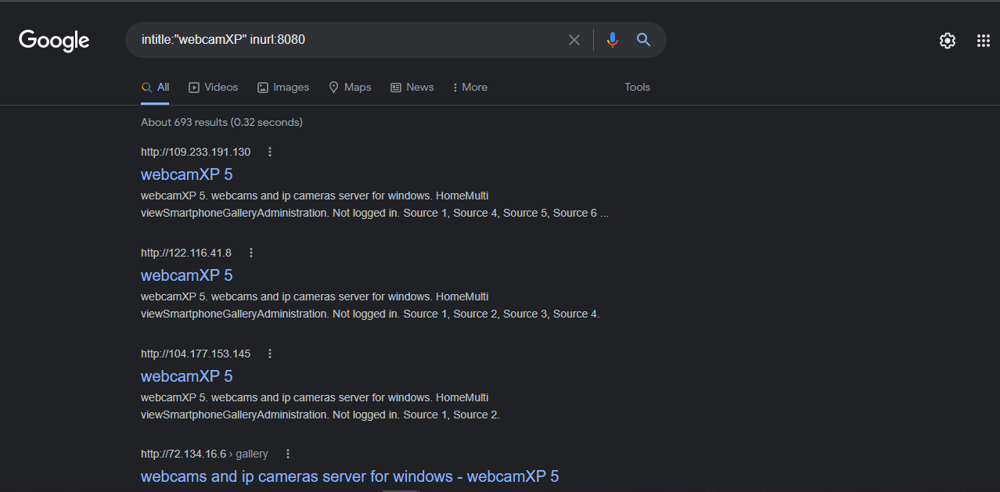 Google
intitle:"webcamXP" inurl:8080
All Videos Images Maps News More Tools
About 693 results (0.32 seconds)
http://109.233.191.130
webcamXP 5
webcamXP 5. webcams and ip cameras server for windows. HomeMulti
viewSmartphoneGalleryAdministration. Not logged in. Source 1, Source 4, Source 5, Source 6 ...
http://122.116.41.8
webcamXP 5
webcamXP 5. webcams and ip cameras server for windows. HomeMulti
viewSmartphoneGalleryAdministration. Not logged in. Source 1, Source 2, Source 3, Source 4.
http://104.177.153.145
webcamXP 5
webcamXP 5. webcams and ip cameras server for windows. HomeMulti
viewSmartphoneGalleryAdministration. Not logged in. Source 1, Source 2.
http://72.134.16.6 › gallery
webcams and ip cameras server for windows - webcamXP 5